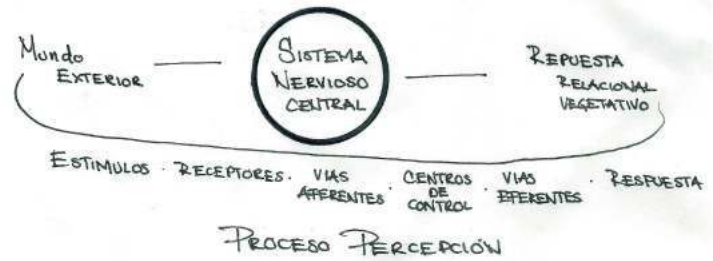 Mundo
EXTERIOR
SISTEMA
NERVIOSO
CENTRAL
REPUESTA
RELACIONAL
VEGETATIVO
ESTIMULOS · RECEPTORES · VIAS AFERENTES · CENTROS DE CONTROL · VIAS EFERENTES · RESPUESTA
PROCESO PERCEPCIÓN